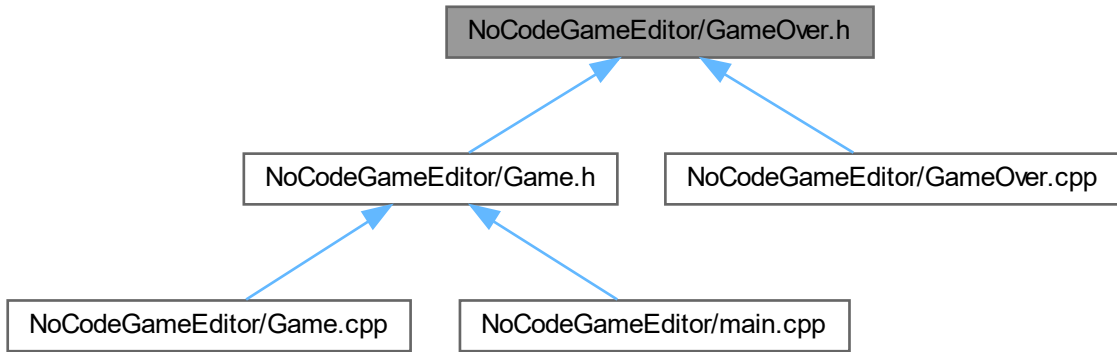 NoCodeGameEditor/GameOver.h
NoCodeGameEditor/Game.h
NoCodeGameEditor/GameOver.cpp
NoCodeGameEditor/Game.cpp
NoCodeGameEditor/main.cpp